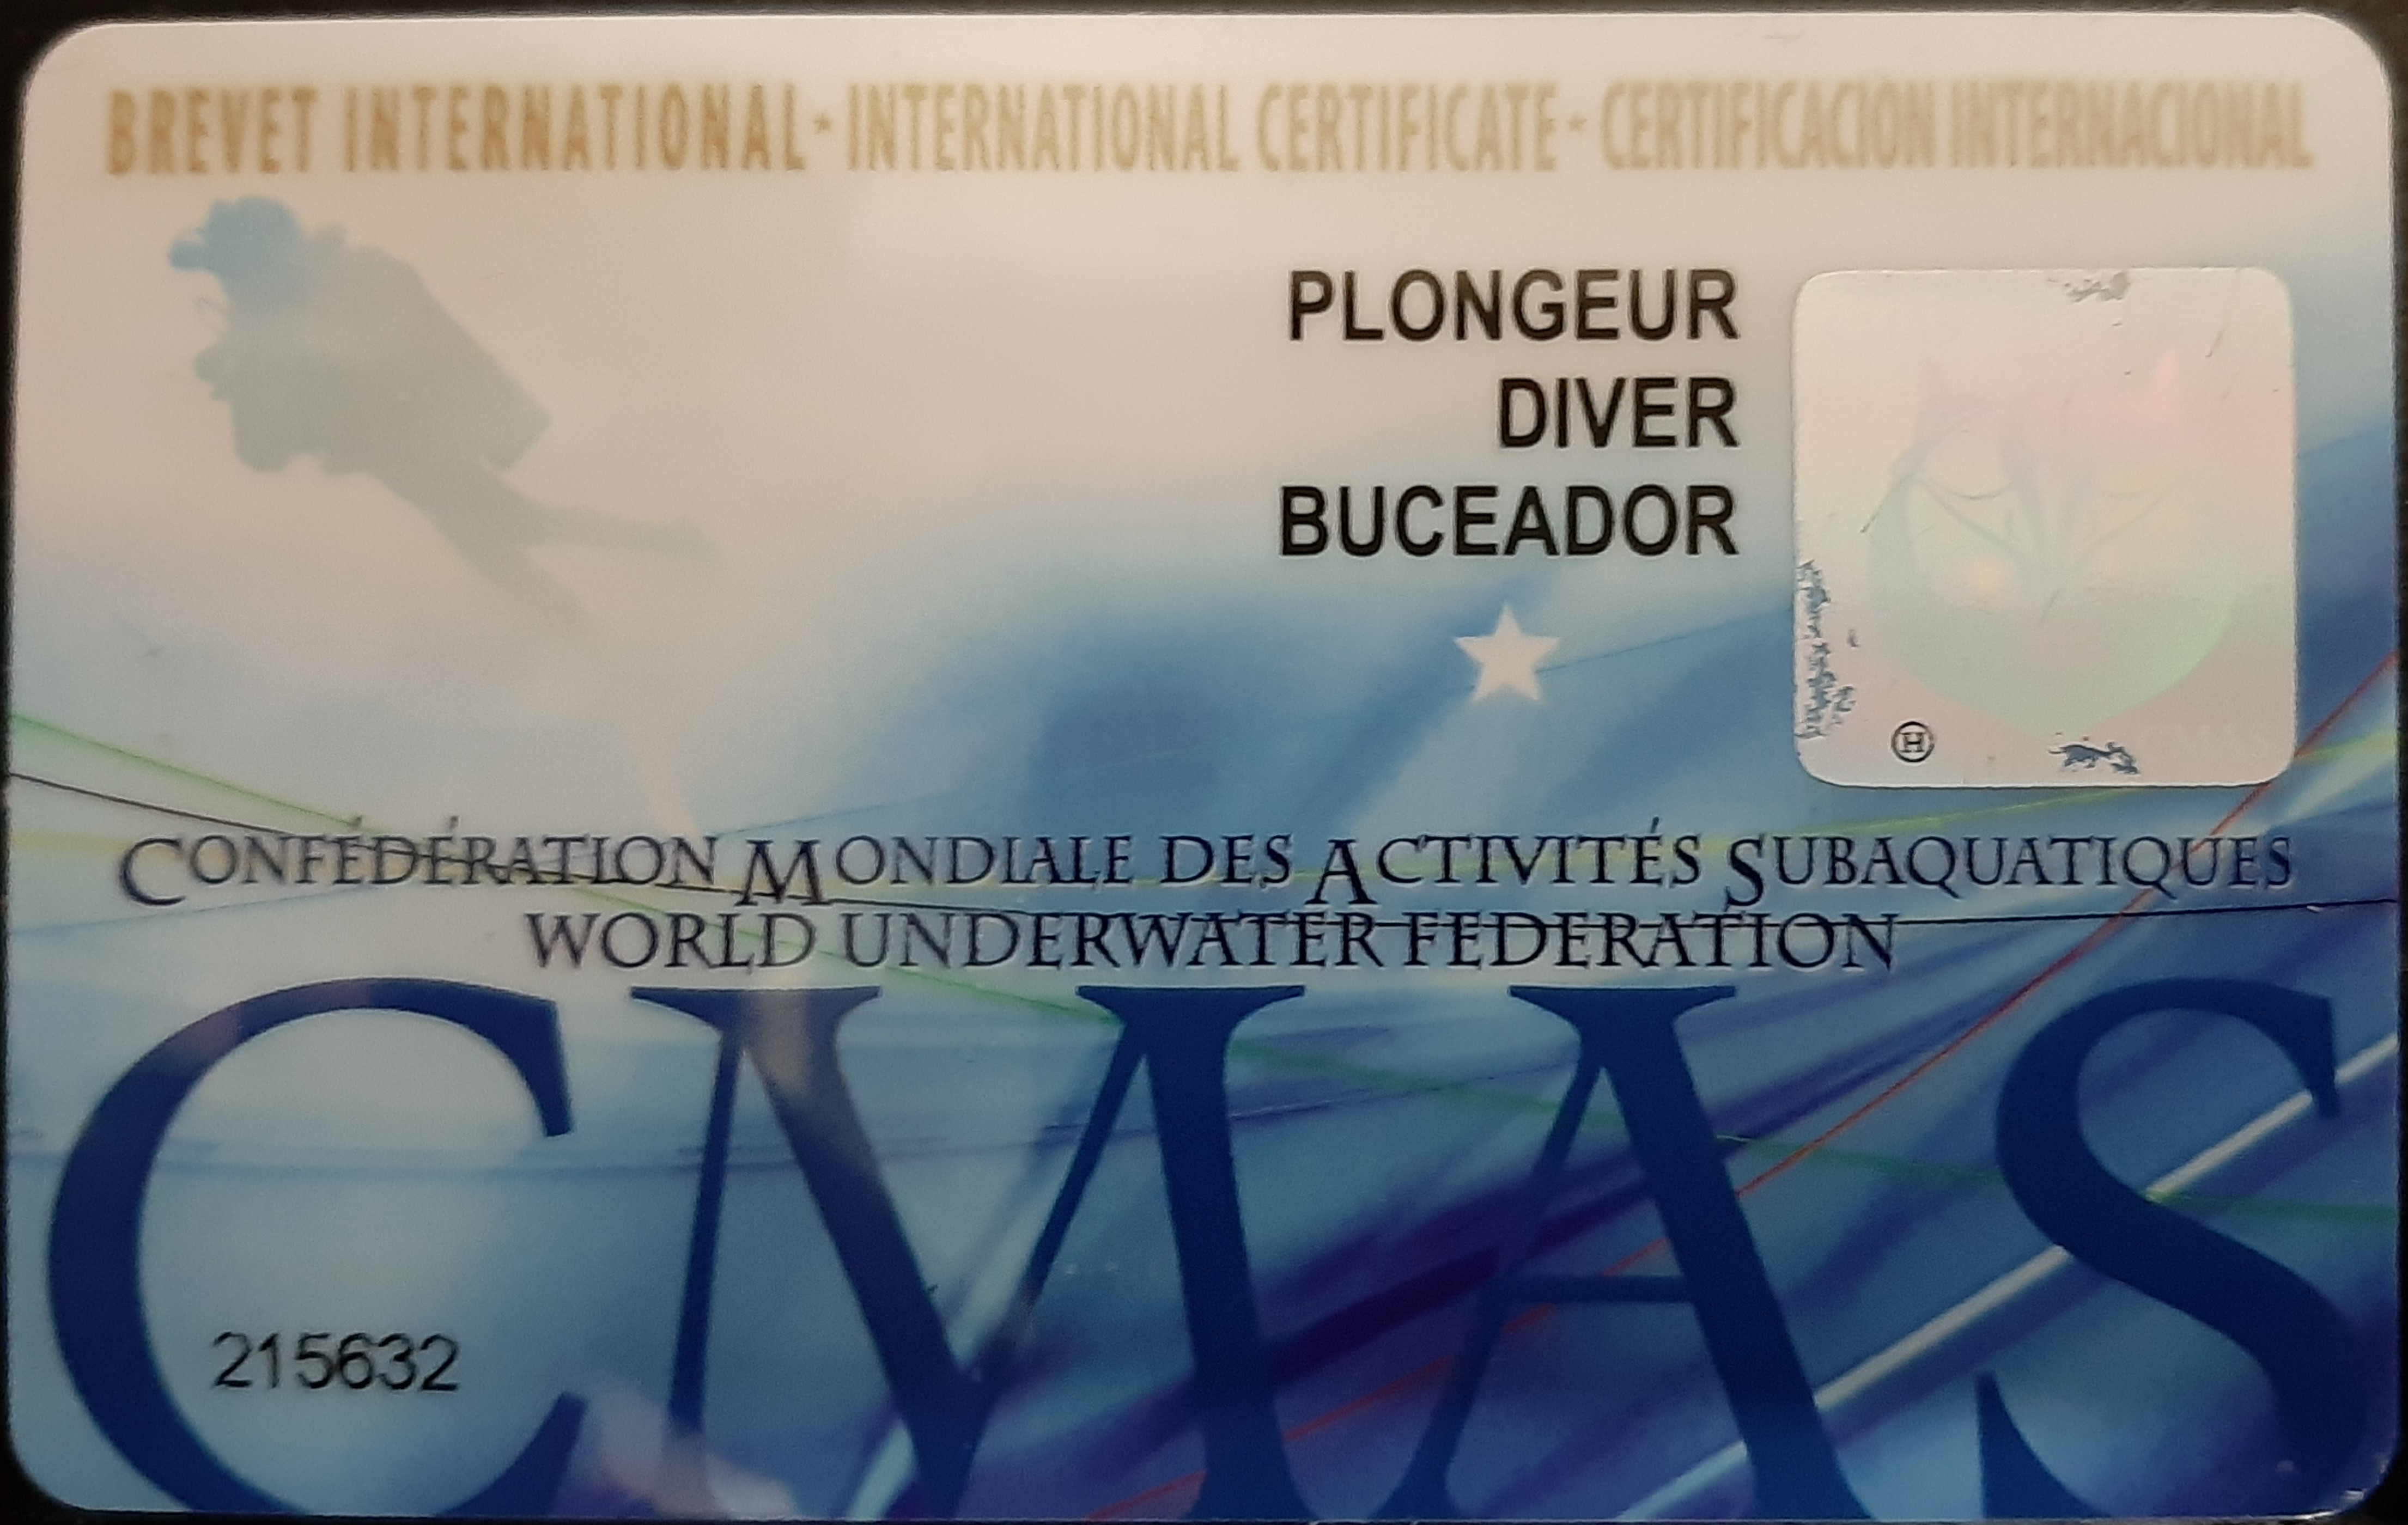 BREVET INTERNATIONAL · INTERNATIONAL CERTIFICATE · CERTIFICACION INTERNACIONAL
PLONGEUR
DIVER
BUCEADOR
H
CMAS
CONFÉDÉRATION MONDIALE DES ACTIVITÉS SUBAQUATIQUES
WORLD UNDERWATER FEDERATION
CMAS
215632